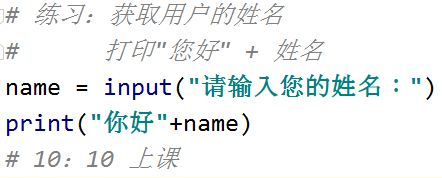 # 练习：获取用户的姓名
#      打印"您好" + 姓名
name = input("请输入您的姓名：")
print("你好"+name)
# 10：10 上课